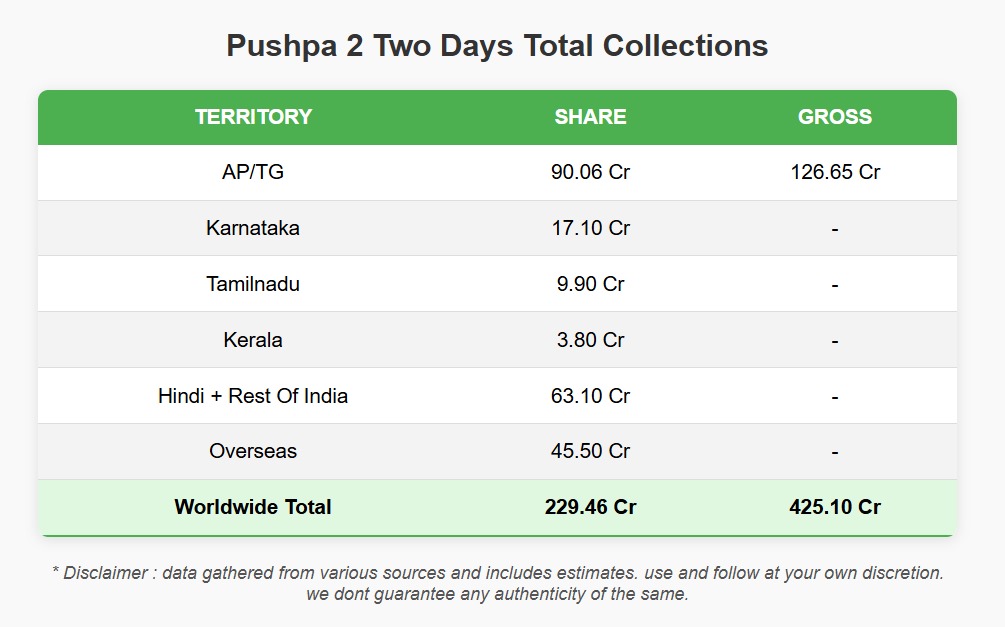 Pushpa 2 Two Days Total Collections
TERRITORY SHARE GROSS
AP/TG 90.06 Cr 126.65 Cr
Karnataka 17.10 Cr -
Tamilnadu 9.90 Cr -
Kerala 3.80 Cr -
Hindi + Rest Of India 63.10 Cr -
Overseas 45.50 Cr -
Worldwide Total 229.46 Cr 425.10 Cr
* Disclaimer : data gathered from various sources and includes estimates. use and follow at your own discretion.
we dont guarantee any authenticity of the same.